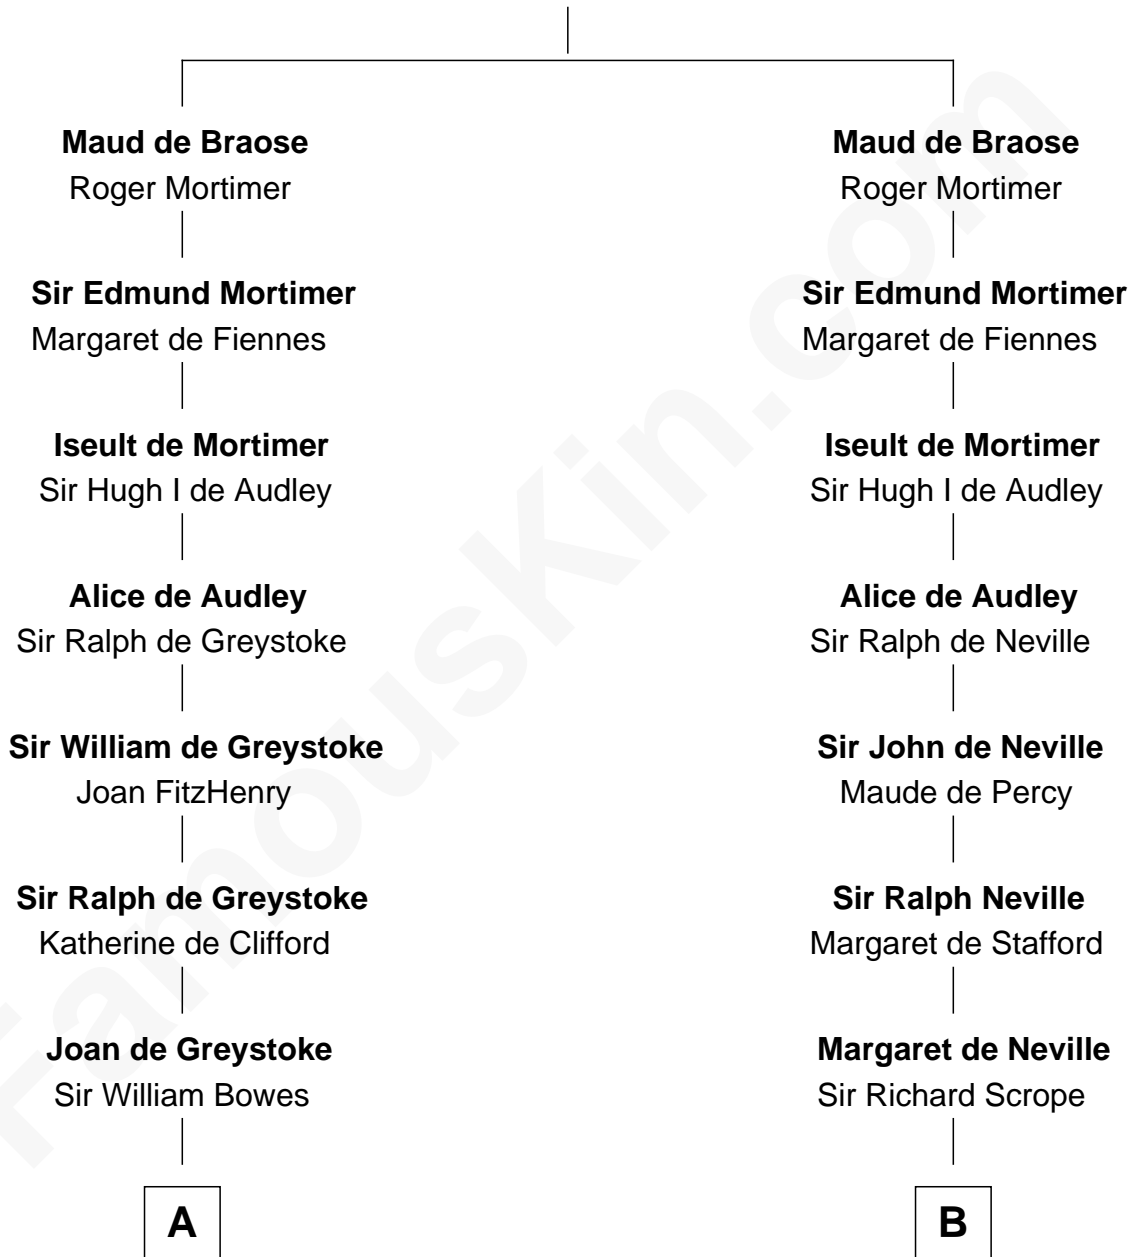 Maud de Braose
Roger Mortimer
Sir Edmund Mortimer
Margaret de Fiennes
Iseult de Mortimer
Sir Hugh I de Audley
Alice de Audley
Sir Ralph de Greystoke
Sir William de Greystoke
Joan FitzHenry
Sir Ralph de Greystoke
Katherine de Clifford
Joan de Greystoke
Sir William Bowes
A
Maud de Braose
Roger Mortimer
Sir Edmund Mortimer
Margaret de Fiennes
Iseult de Mortimer
Sir Hugh I de Audley
Alice de Audley
Sir Ralph de Neville
Sir John de Neville
Maude de Percy
Sir Ralph Neville
Margaret de Stafford
Margaret de Neville
Sir Richard Scrope
B
FamousKin.com